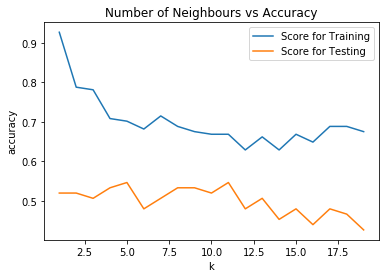 Number of Neighbours vs Accuracy
Score for Training
Score for Testing
accuracy
0.9
0.8
0.7
0.6
0.5
2.5 5.0 7.5 10.0 12.5 15.0 17.5
k